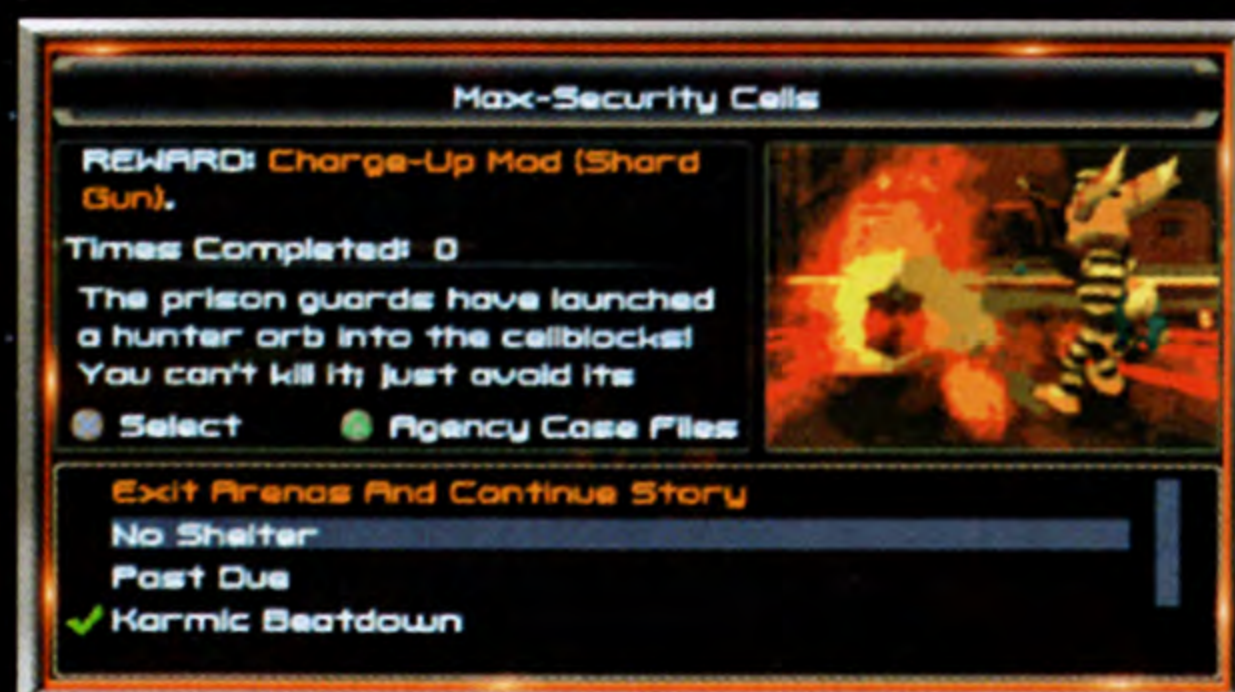 Max-Security Cells
REWARD: Charge-Up Mod (Shard
Gun).
Times Completed: 0
The prison guards have launched
a hunter orb into the cellblocks!
You can't kill it; just avoid its
Select
Agency Case Files
Exit Arenas And Continue Story
No Shelter
Past Due
Karmic Beatdown